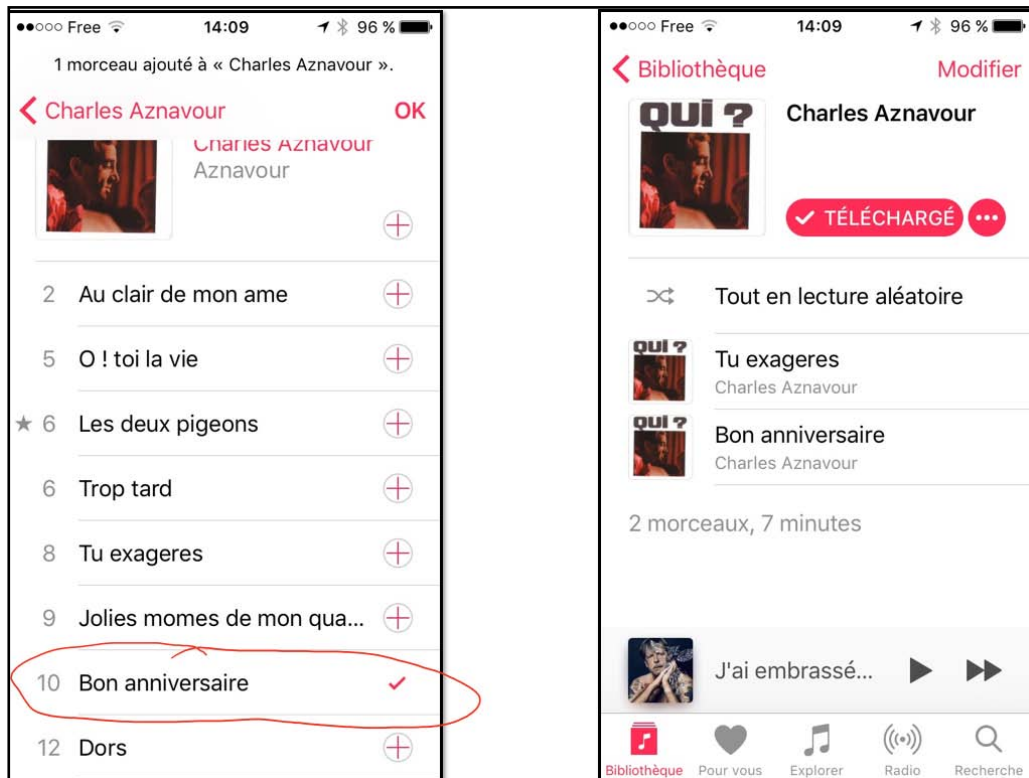 Free 14:09 96 %
1 morceau ajouté à « Charles Aznavour ».
Charles Aznavour OK
Charles Aznavour
Aznavour
2 Au clair de mon ame
5 O ! toi la vie
6 Les deux pigeons
6 Trop tard
8 Tu exageres
9 Jolies momes de mon qua...
10 Bon anniversaire
12 Dors
Free 14:09 96 %
Bibliothèque Modifier
QUI ?
Charles Aznavour
TÉLÉCHARGÉ
Tout en lecture aléatoire
QUI ?
Tu exageres
Charles Aznavour
QUI ?
Bon anniversaire
Charles Aznavour
2 morceaux, 7 minutes
J'ai embrassé...
Bibliothèque Pour vous Explorer Radio Recherche